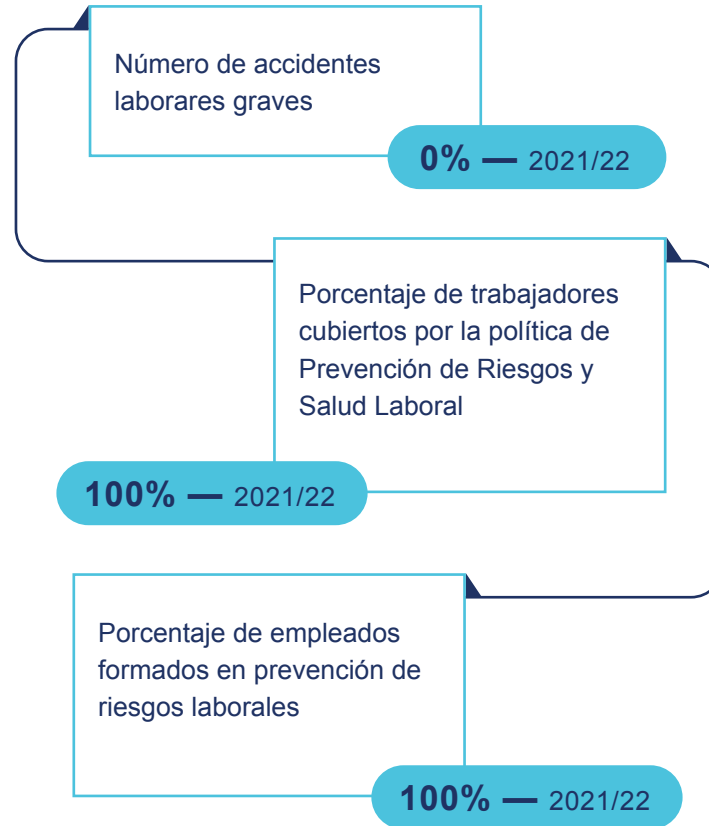 Número de accidentes
laborares graves
0% — 2021/22
Porcentaje de trabajadores
cubiertos por la política de
Prevención de Riesgos y
Salud Laboral
100% — 2021/22
Porcentaje de empleados
formados en prevención de
riesgos laborales
100% — 2021/22